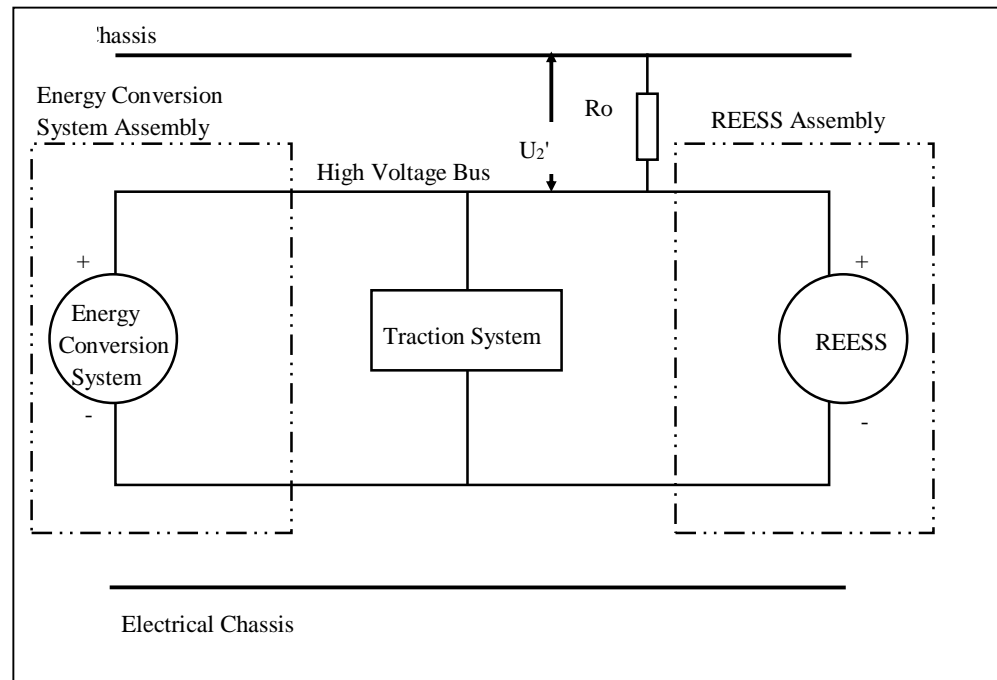 hassis
Energy Conversion
System Assembly
Ro
REESS Assembly
U₂'
High Voltage Bus
+
+
Energy
Conversion
System
Traction System
REESS
-
-
Electrical Chassis